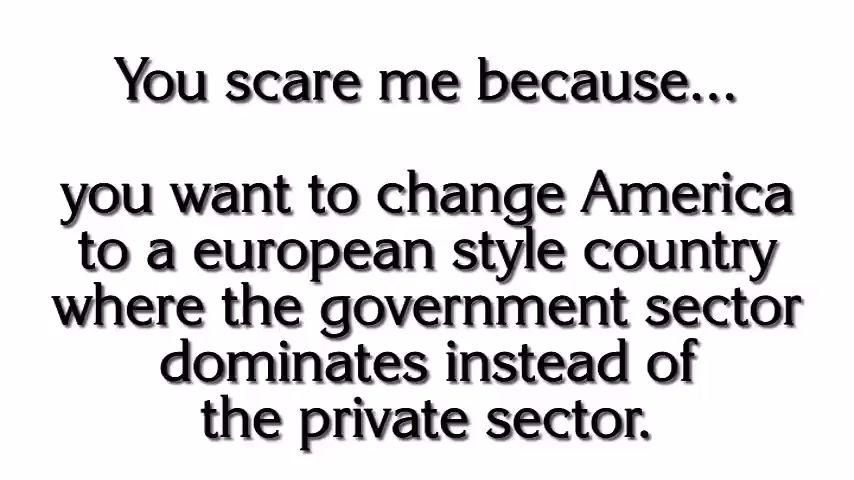 You scare me because...
you want to change America
to a european style country
where the government sector
dominates instead of
the private sector.